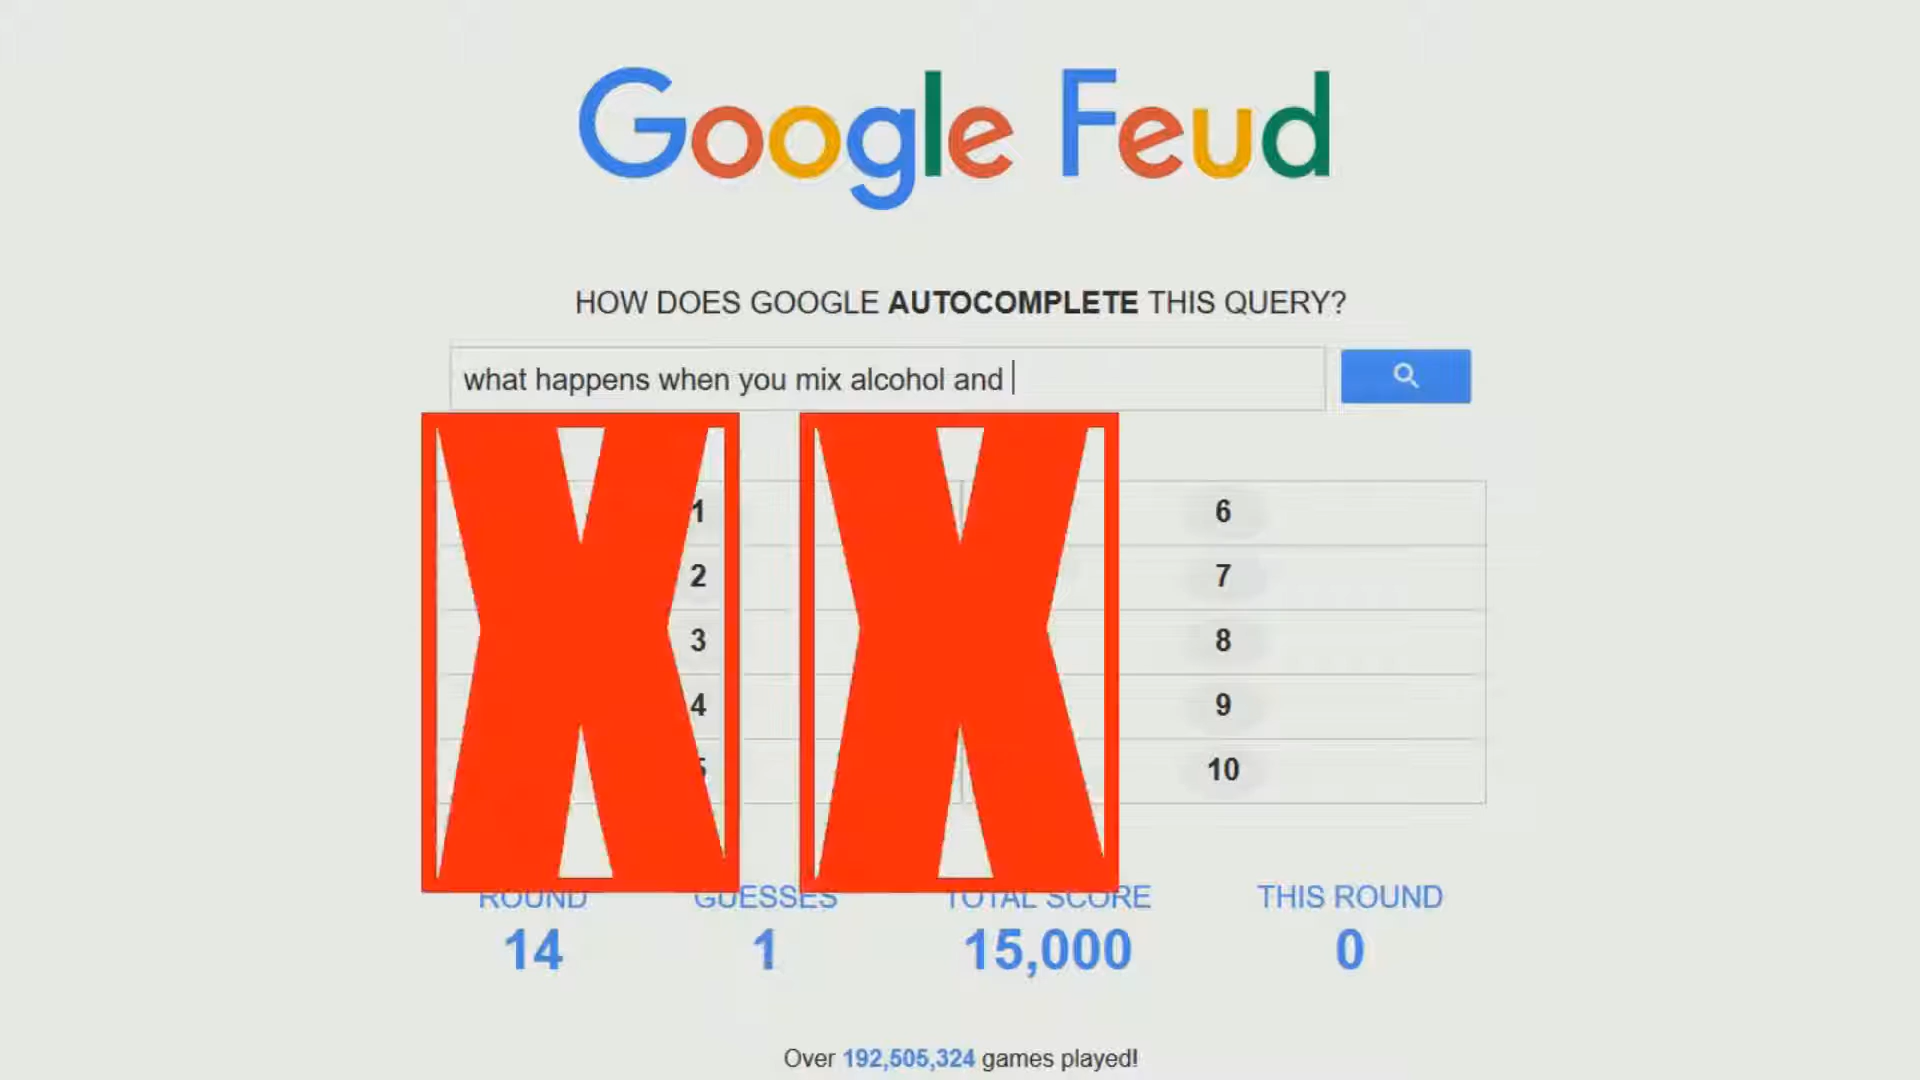 Google Feud
HOW DOES GOOGLE AUTOCOMPLETE THIS QUERY?
what happens when you mix alcohol and
X X
1 6
2 7
3 8
4 9
5 10
ROUND GUESSES TOTAL SCORE THIS ROUND
14 1 15,000 0
Over 192,505,324 games played!